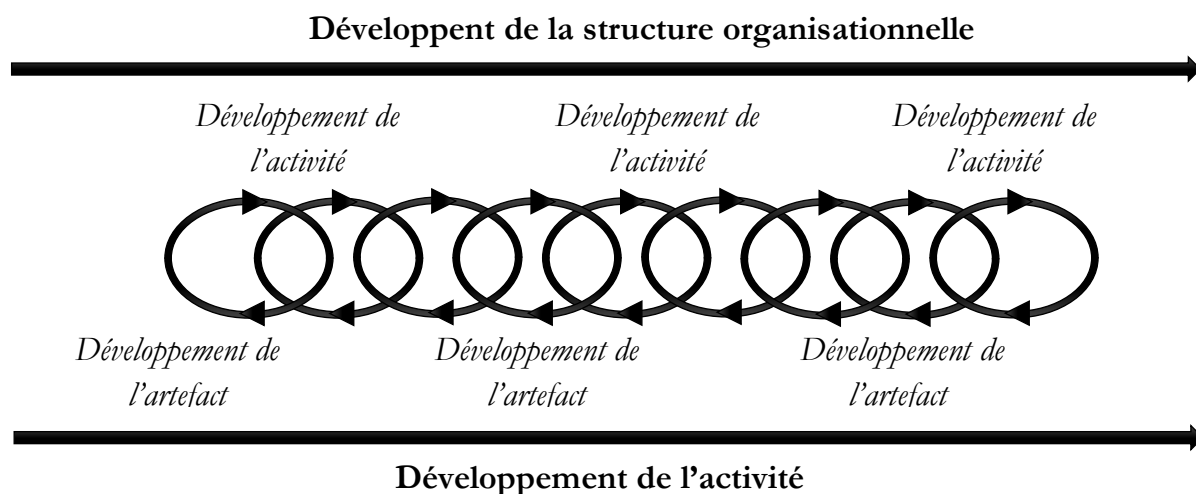 Développent de la structure organisationnelle
Développement de
l’activité
Développement de
l’activité
Développement de
l’activité
Développement de
l’artefact
Développement de
l’artefact
Développement de
l’artefact
Développement de l’activité